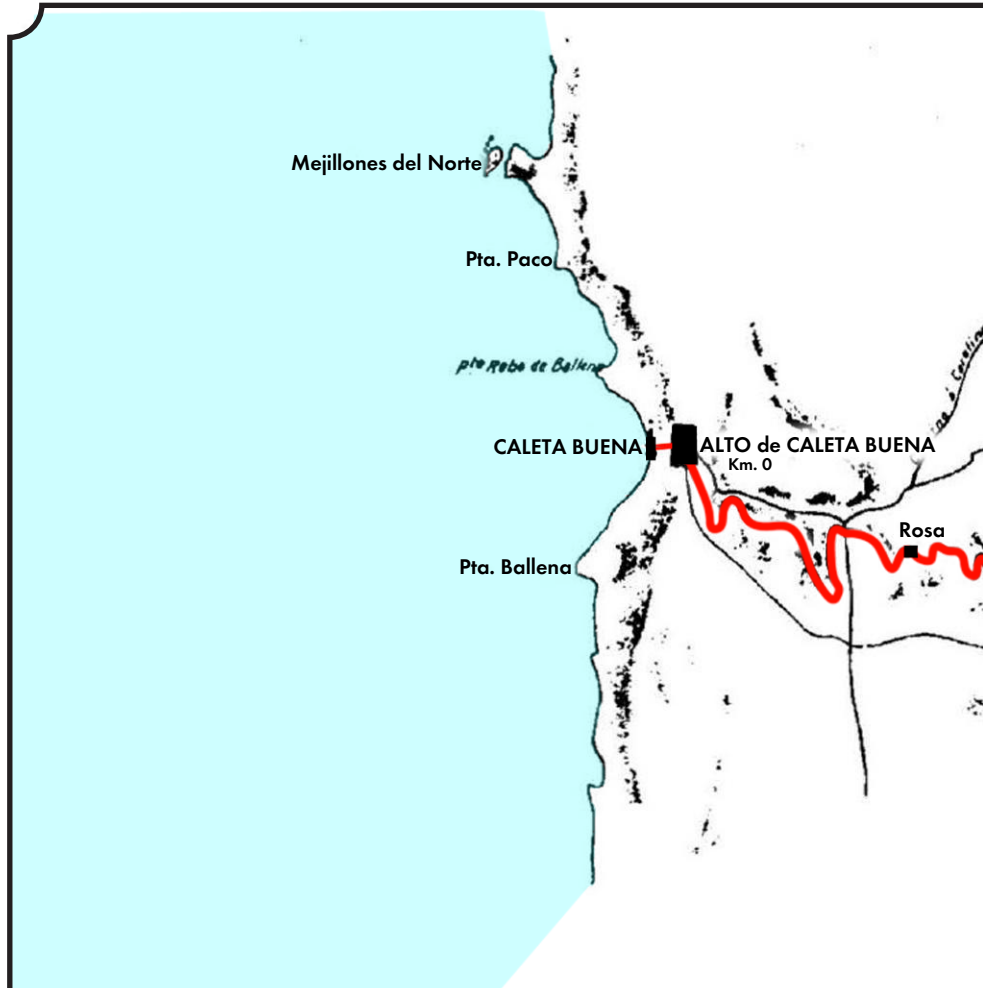 Mejillones del Norte
Pta. Paco
pta Rabo de Ballena
CALETA BUENA
ALTO de CALETA BUENA
Km. 0
Rosa
Pta. Ballena